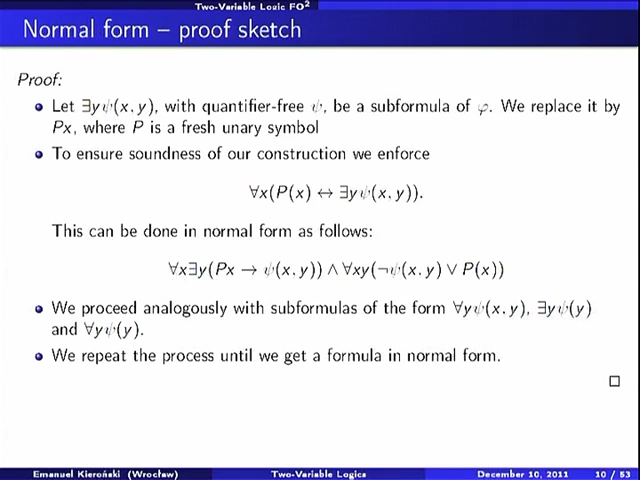 Two-Variable Logic FO²
Normal form – proof sketch
Proof:
Let ∃yψ(x, y), with quantifier-free ψ, be a subformula of φ. We replace it by
Px, where P is a fresh unary symbol
To ensure soundness of our construction we enforce
∀x(P(x) ↔ ∃yψ(x, y)).
This can be done in normal form as follows:
∀x∃y(Px → ψ(x, y)) ∧ ∀xy(¬ψ(x, y) ∨ P(x))
We proceed analogously with subformulas of the form ∀yψ(x, y), ∃yψ(y)
and ∀yψ(y).
We repeat the process until we get a formula in normal form.
□
Emanuel Kieroński (Wrocław) Two-Variable Logics December 10, 2011 10 / 53